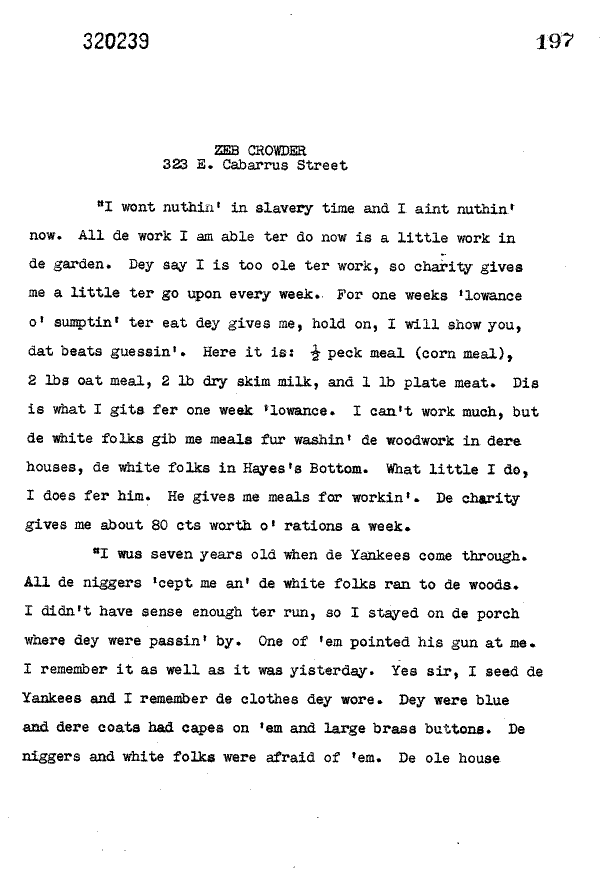 320239
197
ZEB CROWDER
323 E. Cabarrus Street
"I wont nuthin' in slavery time and I aint nuthin'
now. All de work I am able ter do now is a little work in
de garden. Dey say I is too ole ter work, so charity gives
me a little ter go upon every week. For one weeks 'lowance
o' sumptin' ter eat dey gives me, hold on, I will show you,
dat beats guessin'. Here it is: ½ peck meal (corn meal),
2 lbs oat meal, 2 lb dry skim milk, and 1 lb plate meat. Dis
is what I gits fer one week 'lowance. I can't work much, but
de white folks gib me meals fur washin' de woodwork in dere
houses, de white folks in Hayes's Bottom. What little I do,
I does fer him. He gives me meals for workin'. De charity
gives me about 80 cts worth o' rations a week.
"I wus seven years old when de Yankees come through.
All de niggers 'cept me an' de white folks ran to de woods.
I didn't have sense enough ter run, so I stayed on de porch
where dey were passin' by. One of 'em pointed his gun at me.
I remember it as well as it was yisterday. Yes sir, I seed de
Yankees and I remember de clothes dey wore. Dey were blue
and dere coats had capes on 'em and large brass buttons. De
niggers and white folks were afraid of 'em. De ole house